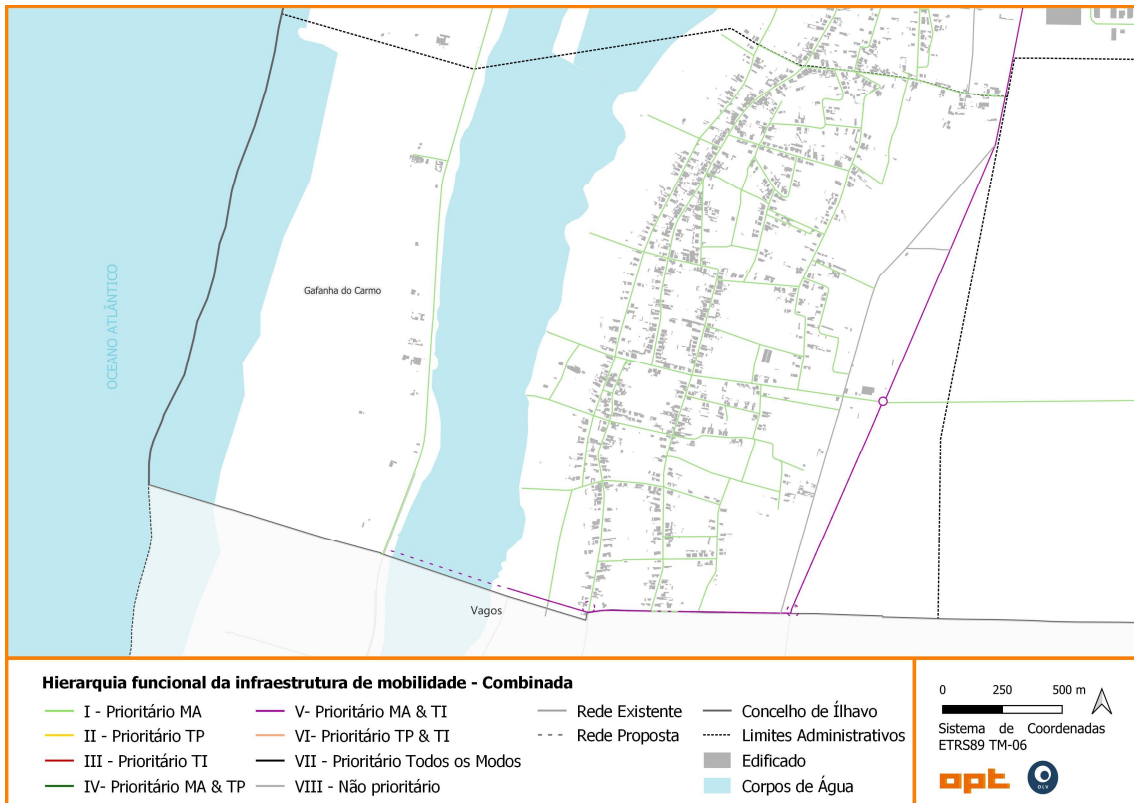 OCEANO ATLÂNTICO
Gafanha do Carmo
Vagos
Hierarquia funcional da infraestrutura de mobilidade - Combinada
I - Prioritário MA
II - Prioritário TP
III - Prioritário TI
IV- Prioritário MA & TP
V- Prioritário MA & TI
VI- Prioritário TP & TI
VII - Prioritário Todos os Modos
VIII - Não prioritário
Rede Existente
Rede Proposta
Concelho de Ílhavo
Limites Administrativos
Edificado
Corpos de Água
0 250 500 m
Sistema de Coordenadas
ETRS89 TM-06
opt
OLV